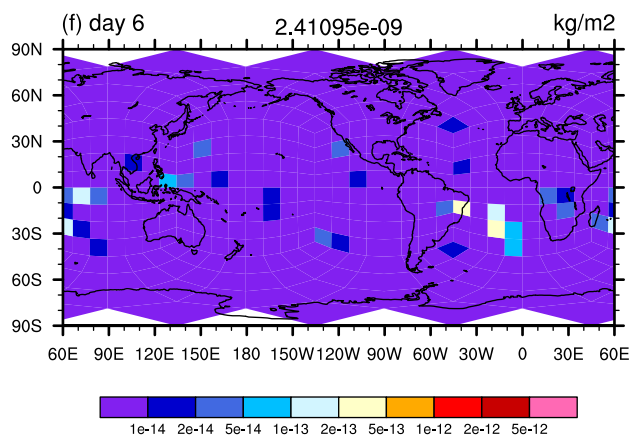 (f) day 6 2.41095e-09 kg/m2
90N
60N
30N
0
30S
60S
90S
60E 90E 120E 150E 180 150W 120W 90W 60W 30W 0 30E 60E
1e-14 2e-14 5e-14 1e-13 2e-13 5e-13 1e-12 2e-12 5e-12